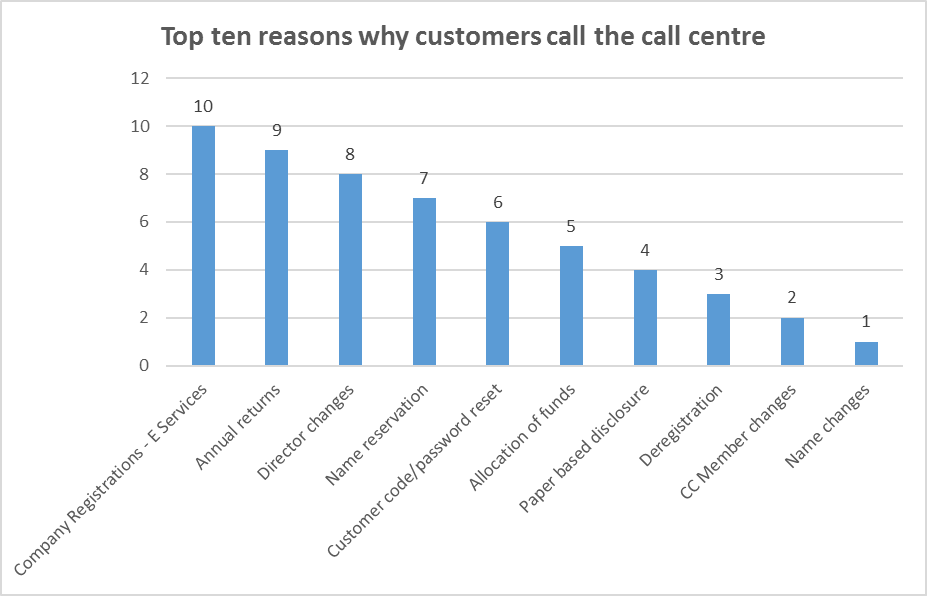 Top ten reasons why customers call the call centre
12
10
8
6
4
2
0
10
9
8
7
6
5
4
3
2
1
Company Registrations - E Services
Annual returns
Director changes
Name reservation
Customer code/password reset
Allocation of funds
Paper based disclosure
Deregistration
CC Member changes
Name changes